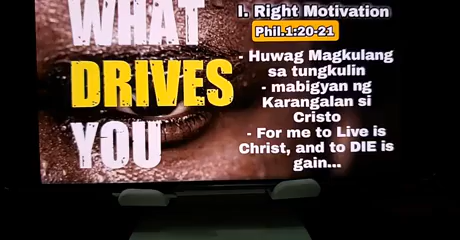 WHAT
DRIVES
YOU
I. Right Motivation
Phil.1:20-21
- Huwag Magkulang
sa tungkulin
- mabigyan ng
Karangalan si
Cristo
- For me to Live is
Christ, and to DIE is
gain...